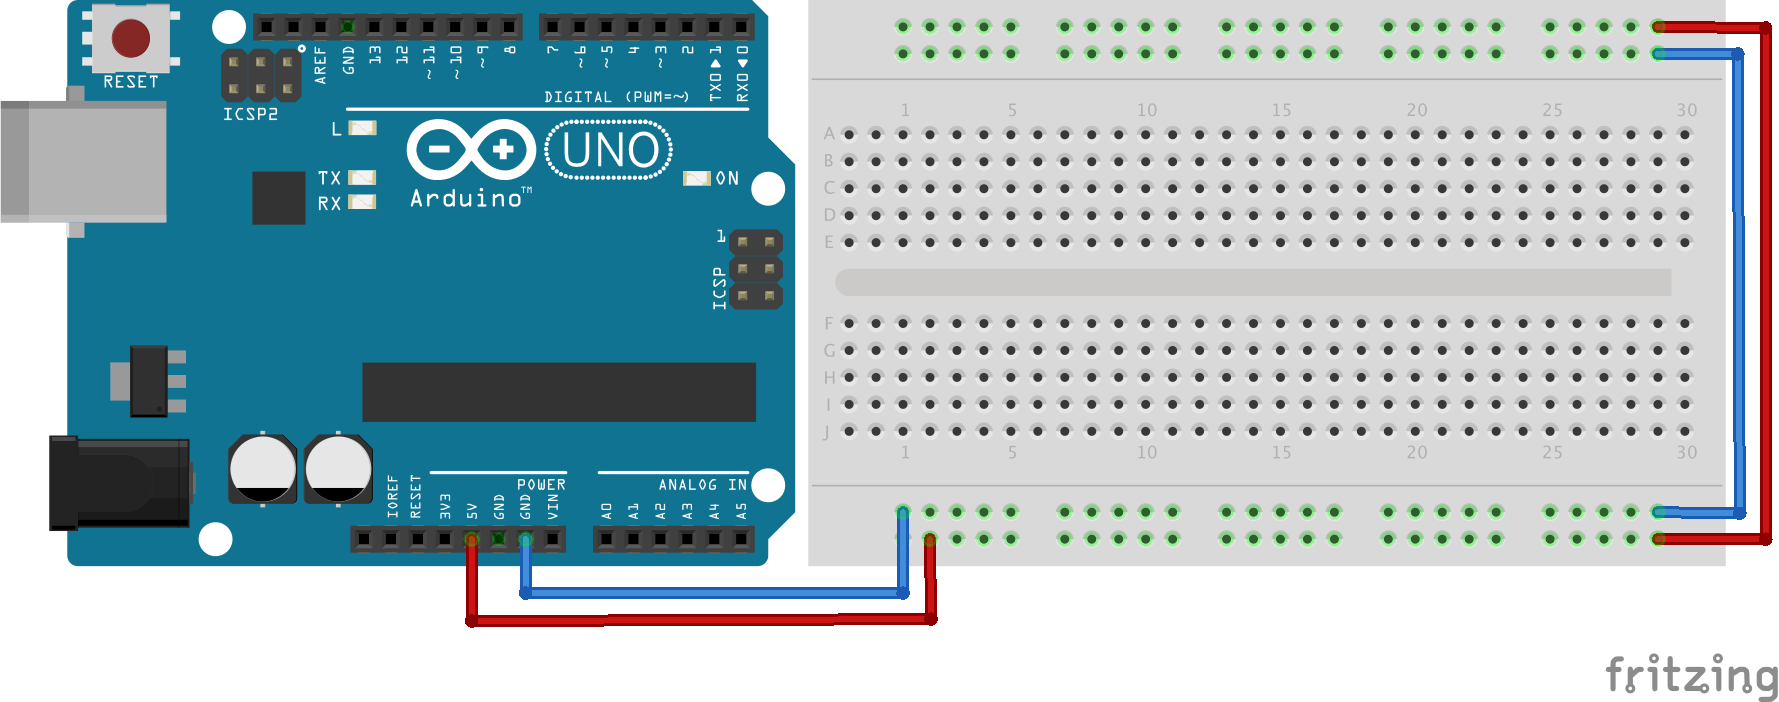 RESET
ICSP2
AREF
GND
13
12
~11
~10
~9
8
7
~6
~5
4
~3
2
TX0▶1
RX0◀0
DIGITAL (PWM=~)
L
TX
RX
UNO
Arduino™
ON
1
ICSP
IOREF
RESET
3V3
5V
GND
GND
VIN
POWER
ANALOG IN
A0
A1
A2
A3
A4
A5
1 5 10 15 20 25 30
A
B
C
D
E
F
G
H
I
J
1 5 10 15 20 25 30
fritzing